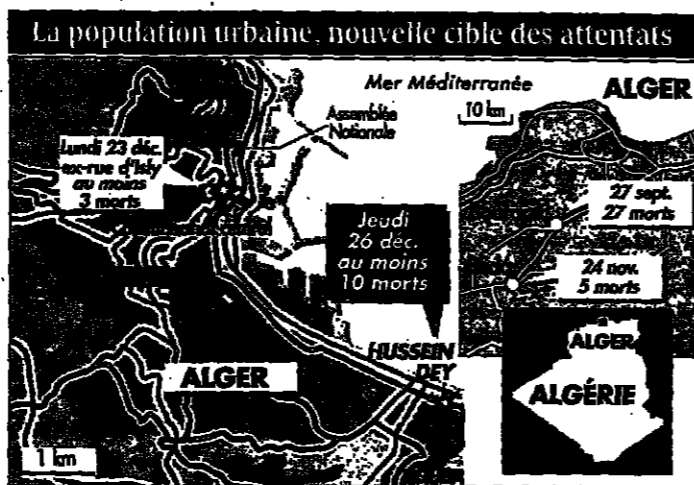 La population urbaine, nouvelle cible des attentats
Mer Méditerranée
ALGER
10 km
Assemblée
Nationale
Lundi 23 déc.
ex-rue d'Isly
au moins
3 morts
27 sept.
27 morts
Jeudi
26 déc.
au moins
10 morts
24 nov.
5 morts
HUSSEIN
DEY
ALGER
ALGER
ALGÉRIE
1 km